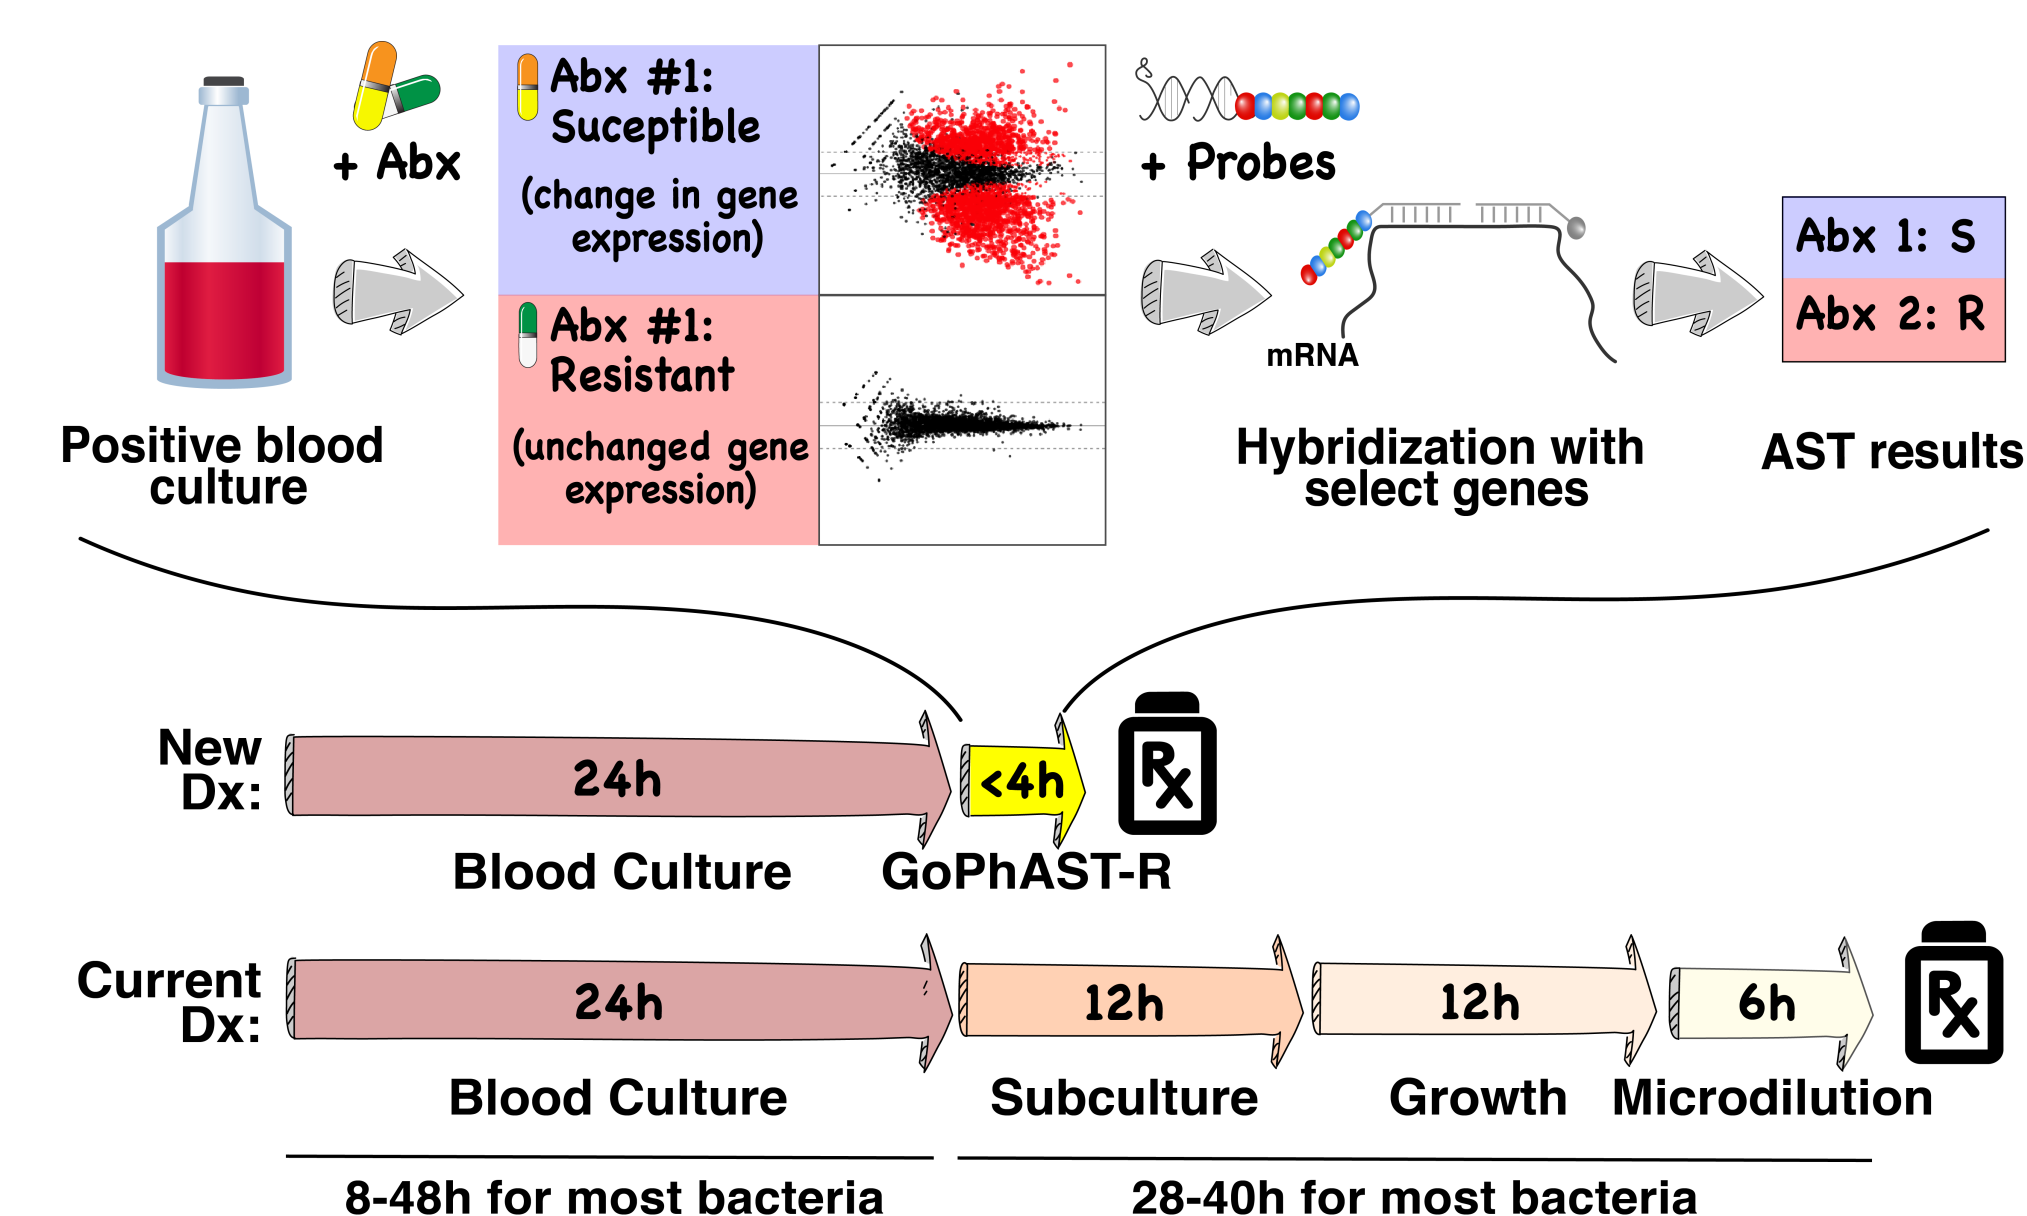 + Abx
Abx #1:
Suceptible
(change in gene
expression)
Abx #1:
Resistant
(unchanged gene
expression)
+ Probes
mRNA
Abx 1: S
Abx 2: R
Positive blood
culture
Hybridization with
select genes
AST results
New
Dx:
24h
<4h
Rx
Blood Culture
GoPhAST-R
Current
Dx:
24h
12h
12h
6h
Rx
Blood Culture
Subculture
Growth
Microdilution
8-48h for most bacteria
28-40h for most bacteria